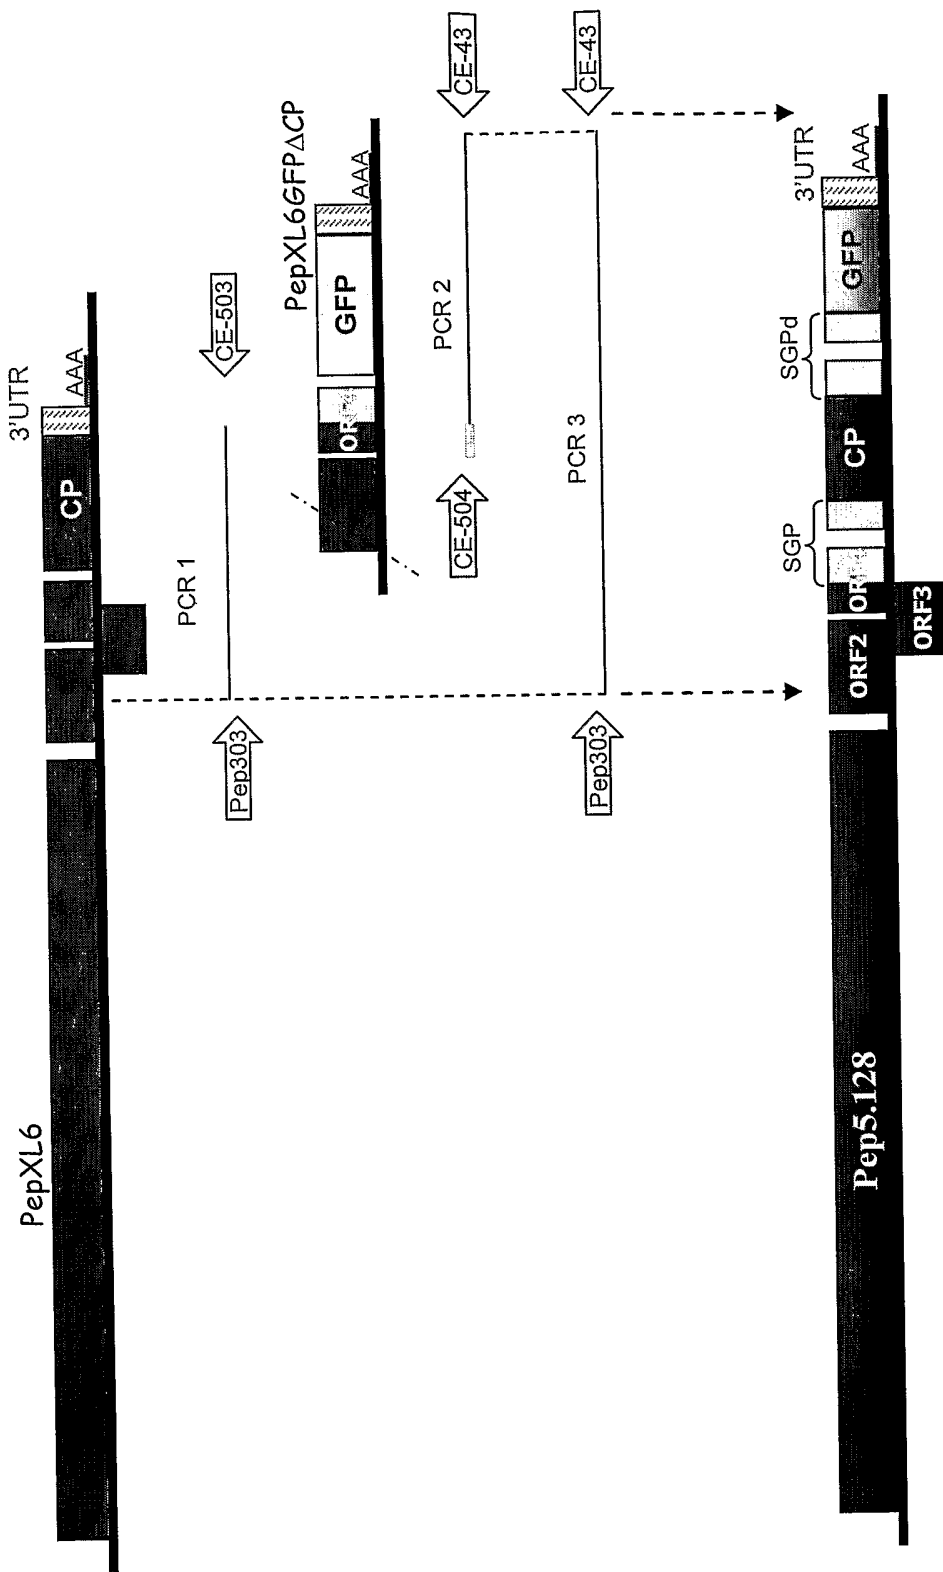 PepXL6
CP
3'UTR
AAA
PCR 1
CE-503
PepXL6GFPΔCP
GFP
AAA
CE-504
PCR 2
CE-43
Pep303
Pep303
PCR 3
CE-43
Pep5.128
ORF2
ORF3
SGP
CP
SGPd
GFP
3'UTR
AAA